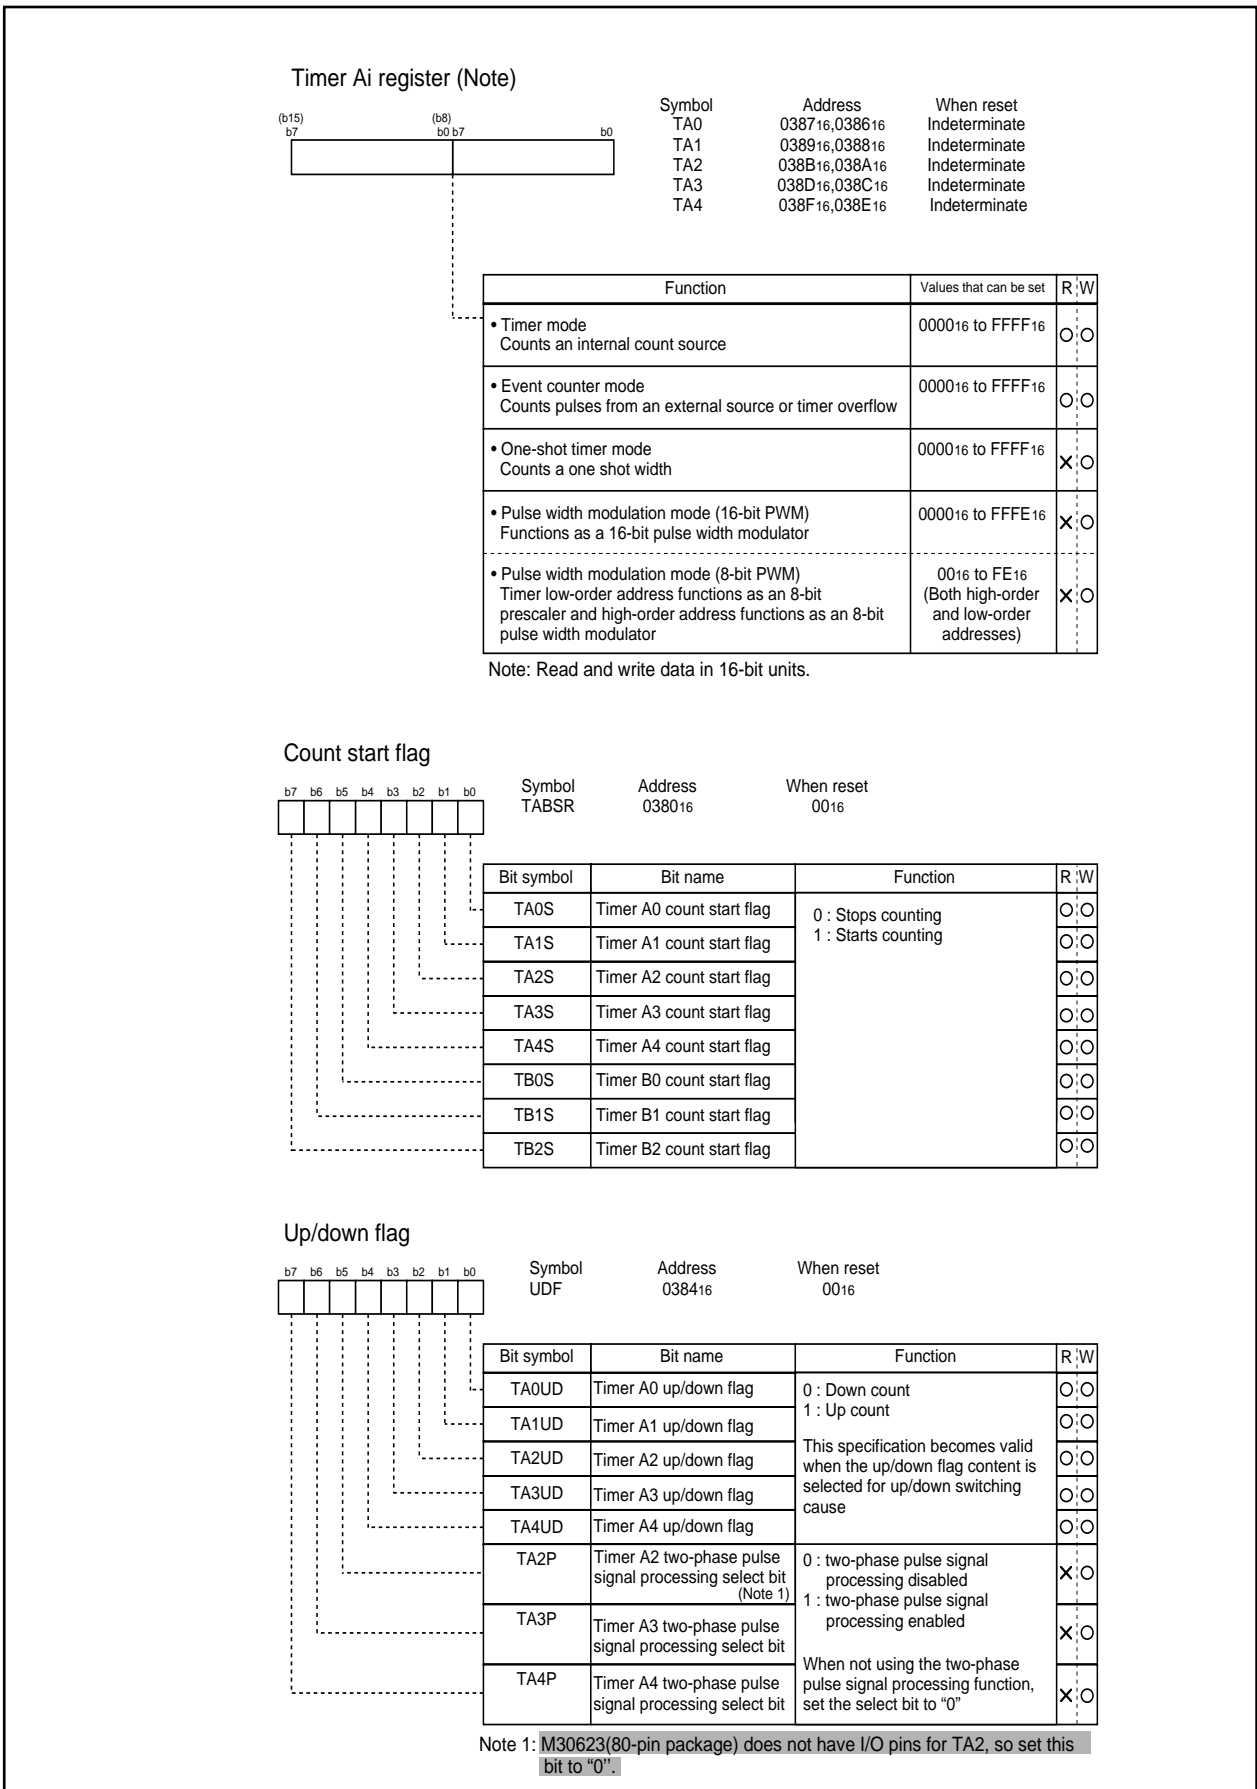 Timer Ai register (Note)
Symbol Address When reset
(b15) (b8)
b7 b0 b7 b0
TA0 038716,038616 Indeterminate
TA1 038916,038816 Indeterminate
TA2 038B16,038A16 Indeterminate
TA3 038D16,038C16 Indeterminate
TA4 038F16,038E16 Indeterminate
Function Values that can be set R W
• Timer mode 000016 to FFFF16
Counts an internal count source
• Event counter mode 000016 to FFFF16
Counts pulses from an external source or timer overflow
• One-shot timer mode 000016 to FFFF16
Counts a one shot width
• Pulse width modulation mode (16-bit PWM) 000016 to FFFE16
Functions as a 16-bit pulse width modulator
• Pulse width modulation mode (8-bit PWM) 0016 to FE16
Timer low-order address functions as an 8-bit (Both high-order
prescaler and high-order address functions as an 8-bit and low-order
pulse width modulator addresses)
Note: Read and write data in 16-bit units.
Count start flag
Symbol Address When reset
b7 b6 b5 b4 b3 b2 b1 b0
TABSR 038016 0016
Bit symbol Bit name Function R W
TA0S Timer A0 count start flag 0 : Stops counting
TA1S Timer A1 count start flag 1 : Starts counting
TA2S Timer A2 count start flag
TA3S Timer A3 count start flag
TA4S Timer A4 count start flag
TB0S Timer B0 count start flag
TB1S Timer B1 count start flag
TB2S Timer B2 count start flag
Up/down flag
Symbol Address When reset
b7 b6 b5 b4 b3 b2 b1 b0
UDF 038416 0016
Bit symbol Bit name Function R W
TA0UD Timer A0 up/down flag 0 : Down count
1 : Up count
TA1UD Timer A1 up/down flag
This specification becomes valid
TA2UD Timer A2 up/down flag when the up/down flag content is
selected for up/down switching
TA3UD Timer A3 up/down flag cause
TA4UD Timer A4 up/down flag
TA2P Timer A2 two-phase pulse 0 : two-phase pulse signal
signal processing select bit processing disabled
(Note 1) 1 : two-phase pulse signal
TA3P Timer A3 two-phase pulse processing enabled
signal processing select bit
When not using the two-phase
TA4P Timer A4 two-phase pulse pulse signal processing function,
signal processing select bit set the select bit to “0”
Note 1: M30623(80-pin package) does not have I/O pins for TA2, so set this
bit to “0’’.